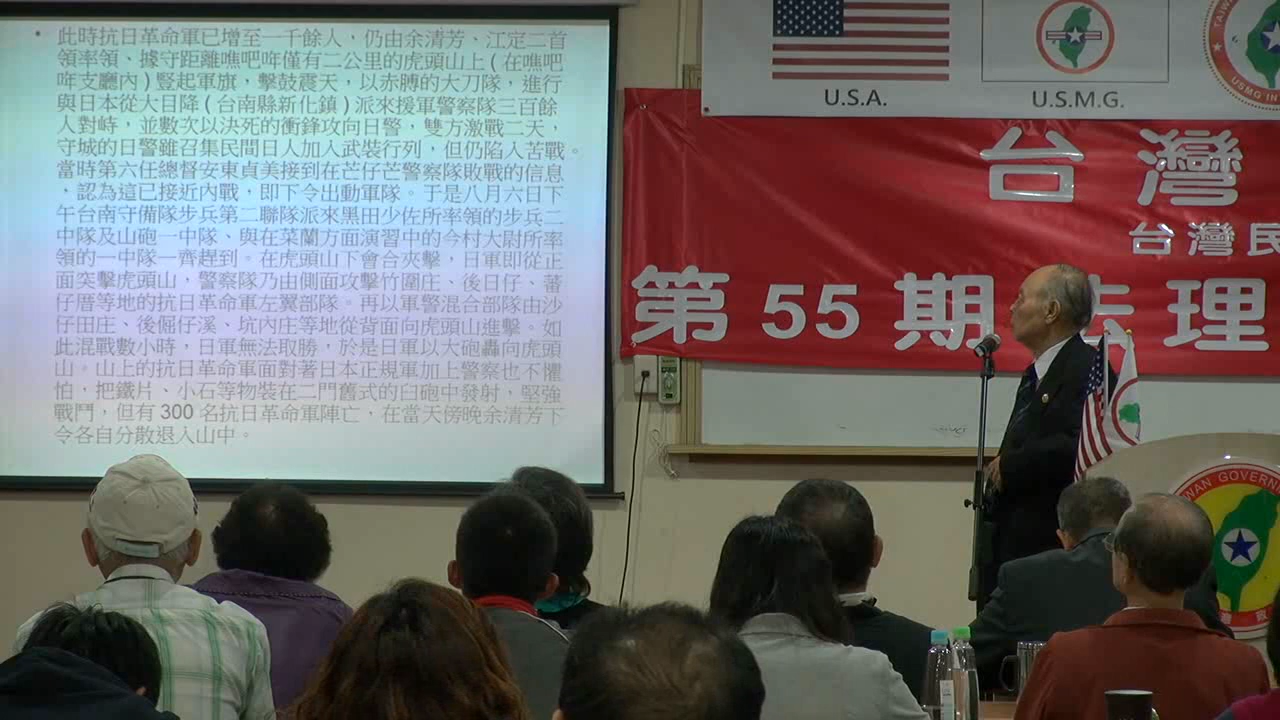 • 此時抗日革命軍已增至一千餘人，仍由余清芳、江定二首
領率領、據守距離噍吧哖僅有二公里的虎頭山上(在噍吧
哖支廳內)豎起軍旗，擊鼓震天，以赤膊的大刀隊，進行
與日本從大目降(台南縣新化鎮)派來援軍警察隊三百餘
人對峙，並數次以決死的衝鋒攻向日警，雙方激戰二天，
守城的日警雖召集民間日人加入武裝行列，但仍陷入苦戰。
當時第六任總督安東貞美接到在芒仔芒警察隊敗戰的信息
，認為這已接近內戰，即下令出動軍隊。于是八月六日下
午台南守備隊步兵第二聯隊派來黑田少佐所率領的步兵二
中隊及山砲一中隊、與在菜蘭方面演習中的今村大尉所率
領的一中隊一齊趕到。在虎頭山下會合夾擊，日軍即從正
面突擊虎頭山，警察隊乃由側面攻擊竹圍庄、後日仔、蕃
仔厝等地的抗日革命軍左翼部隊。再以軍警混合部隊由沙
仔田庄、後倔仔溪、坑內庄等地從背面向虎頭山進擊。如
此混戰數小時，日軍無法取勝，於是日軍以大砲轟向虎頭
山。山上的抗日革命軍面對著日本正規軍加上警察也不懼
怕，把鐵片、小石等物裝在二門舊式的臼砲中發射，堅強
戰鬥，但有 300 名抗日革命軍陣亡，在當天傍晚余清芳下
令各自分散退入山中。
U.S.A.
U.S.M.G.
TAIWAN
USMG IN
台灣
台灣民
第 55 期 法理
WAN GOVERN